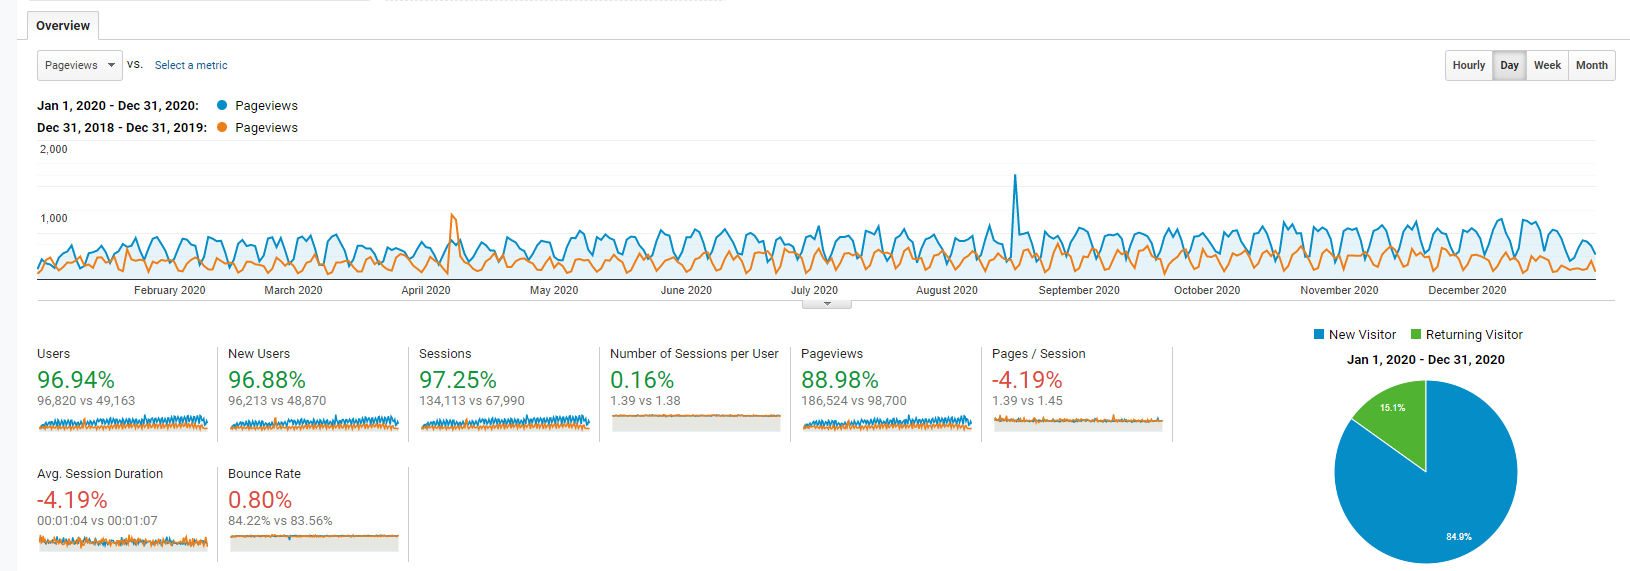 Overview
Pageviews VS. Select a metric
Hourly Day Week Month
Jan 1, 2020 - Dec 31, 2020: Pageviews
Dec 31, 2018 - Dec 31, 2019: Pageviews
2,000
1,000
February 2020 March 2020 April 2020 May 2020 June 2020 July 2020 August 2020 September 2020 October 2020 November 2020 December 2020
Users
96.94%
96,820 vs 49,163
New Users
96.88%
96,213 vs 48,870
Sessions
97.25%
134,113 vs 67,990
Number of Sessions per User
0.16%
1.39 vs 1.38
Pageviews
88.98%
186,524 vs 98,700
Pages / Session
-4.19%
1.39 vs 1.45
Avg. Session Duration
-4.19%
00:01:04 vs 00:01:07
Bounce Rate
0.80%
84.22% vs 83.56%
New Visitor Returning Visitor
Jan 1, 2020 - Dec 31, 2020
15.1%
84.9%